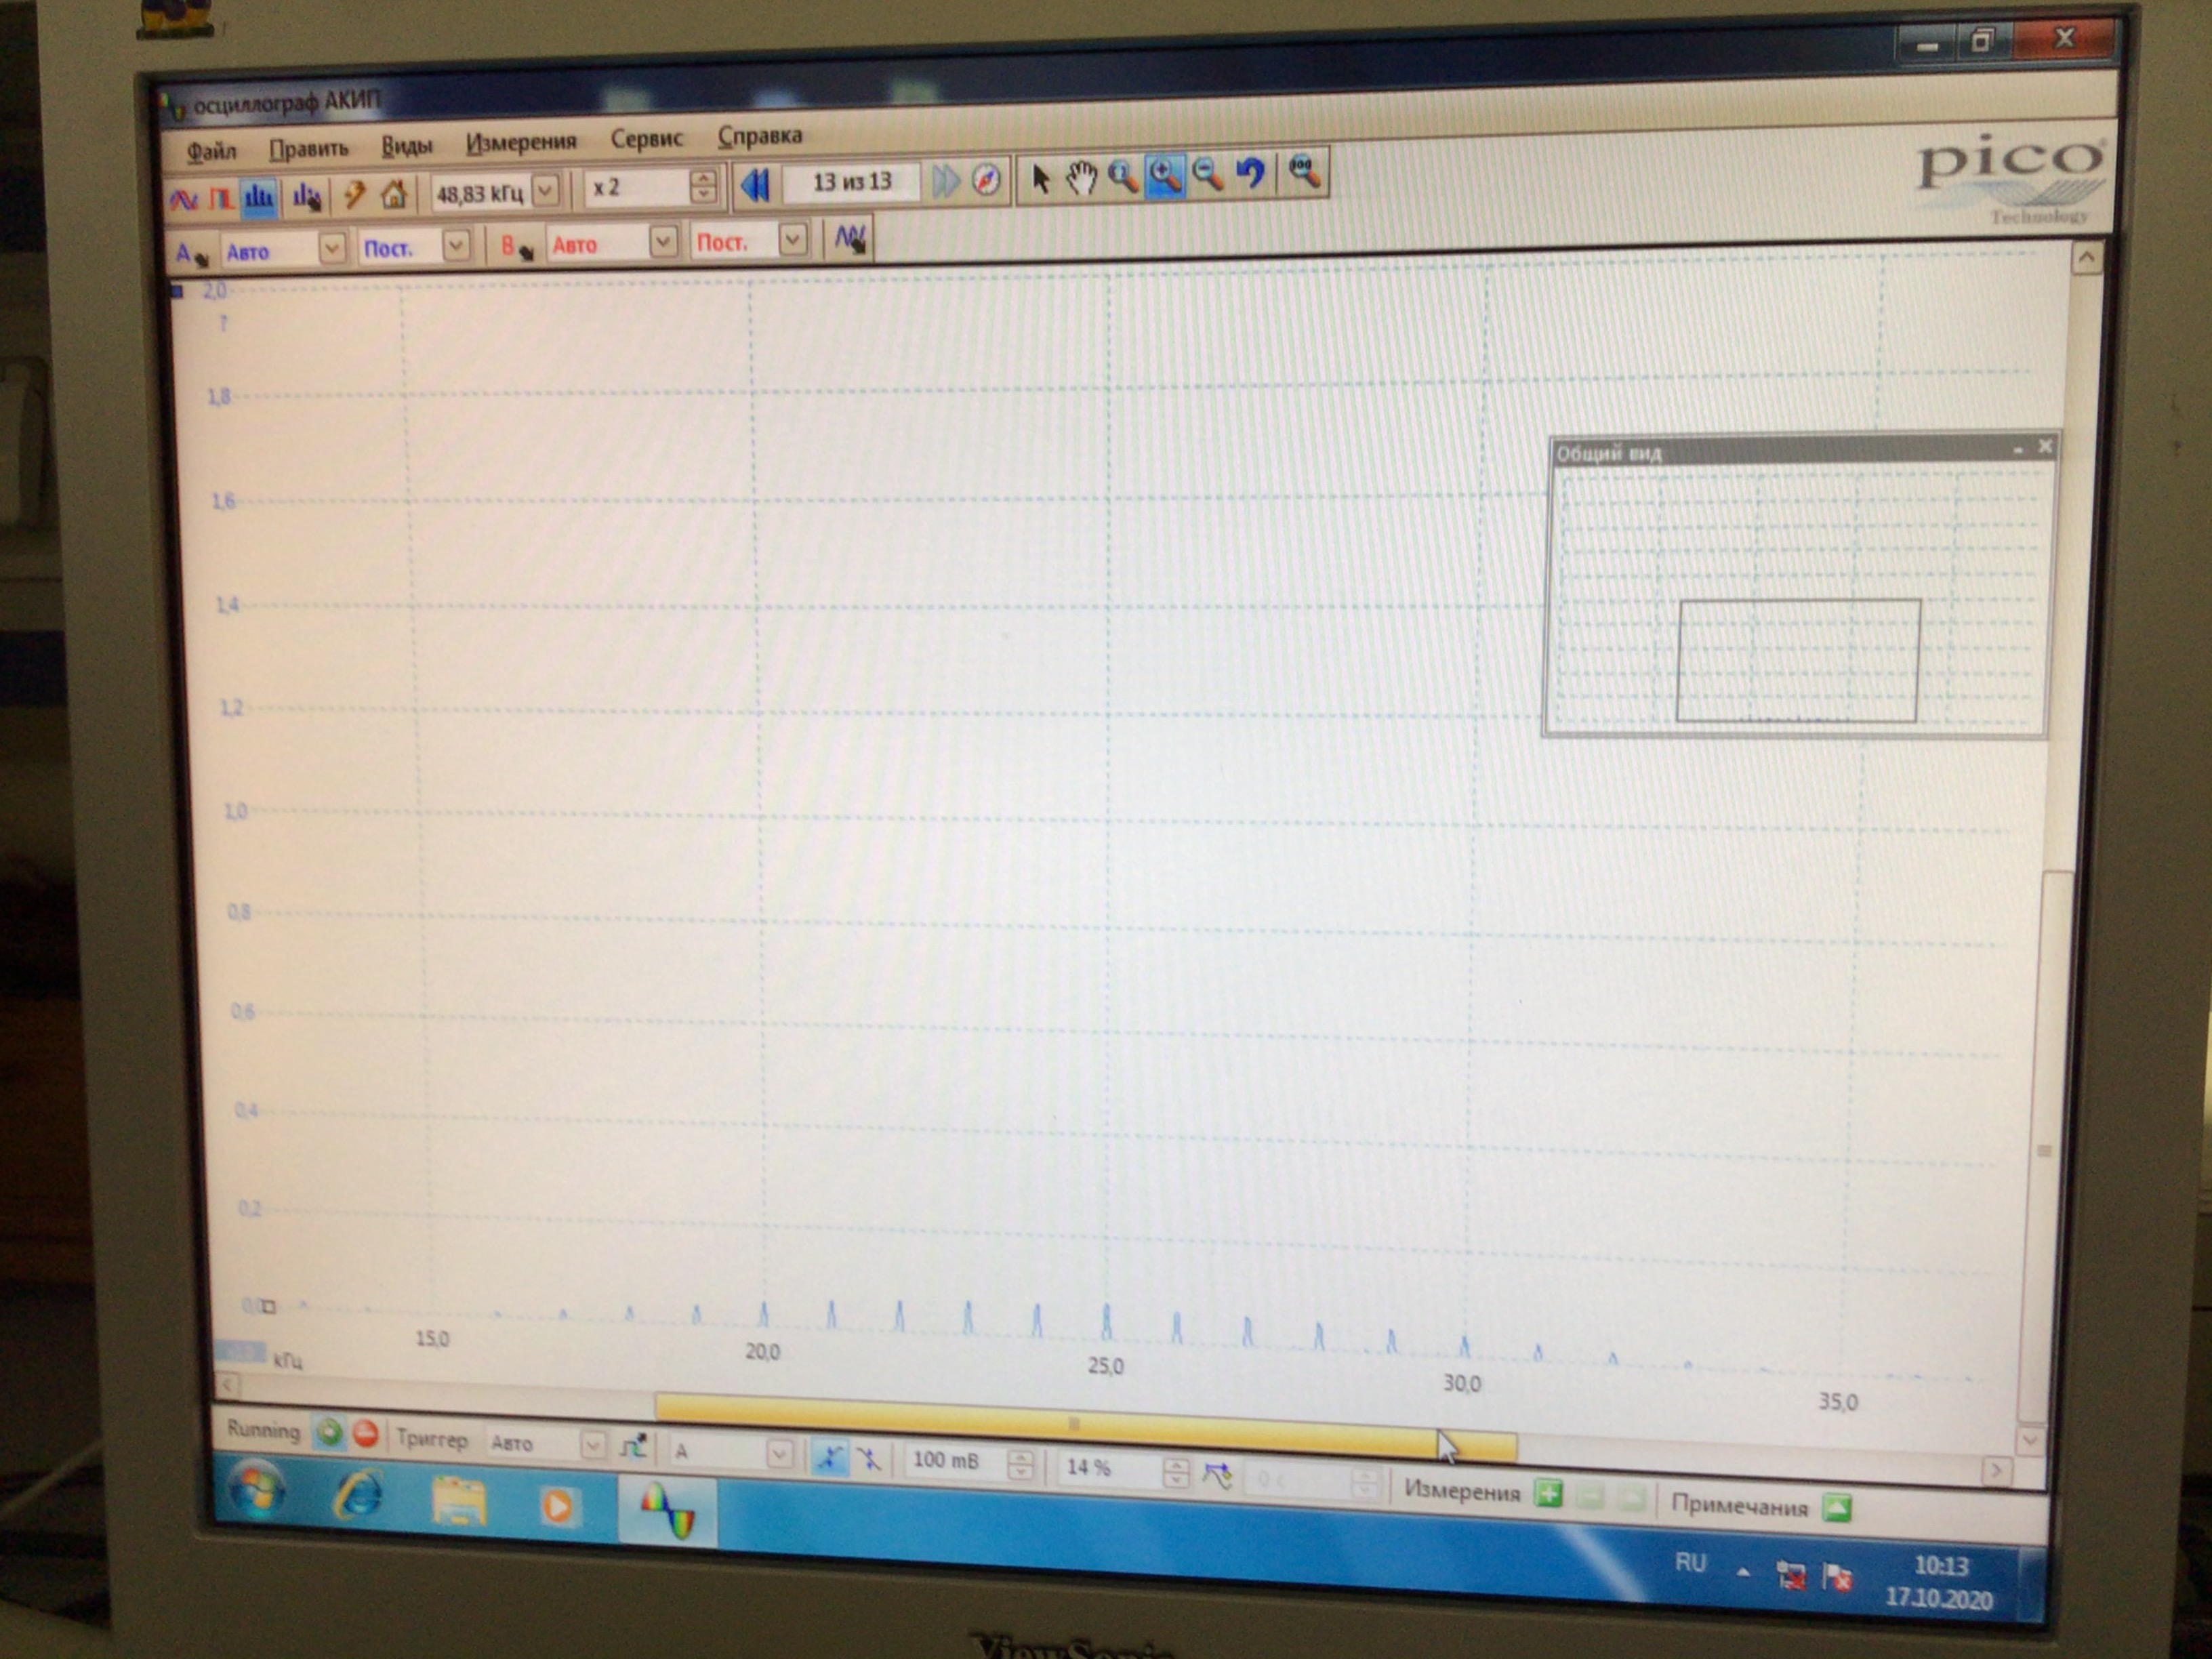 осциллограф АКИП
Файл Править Виды Измерения Сервис Справка
48,83 кГц x 2 13 из 13
A Авто Пост. B Авто Пост.
pico
Technology
2,0
?
1,8
1,6
1,4
1,2
1,0
0,8
0,6
0,4
0,2
0,0
Общий вид
кГц
15,0 20,0 25,0 30,0 35,0
Running Триггер Авто A 100 mB 14 % 0 с Измерения Примечания
RU
10:13
17.10.2020
ViewSonic